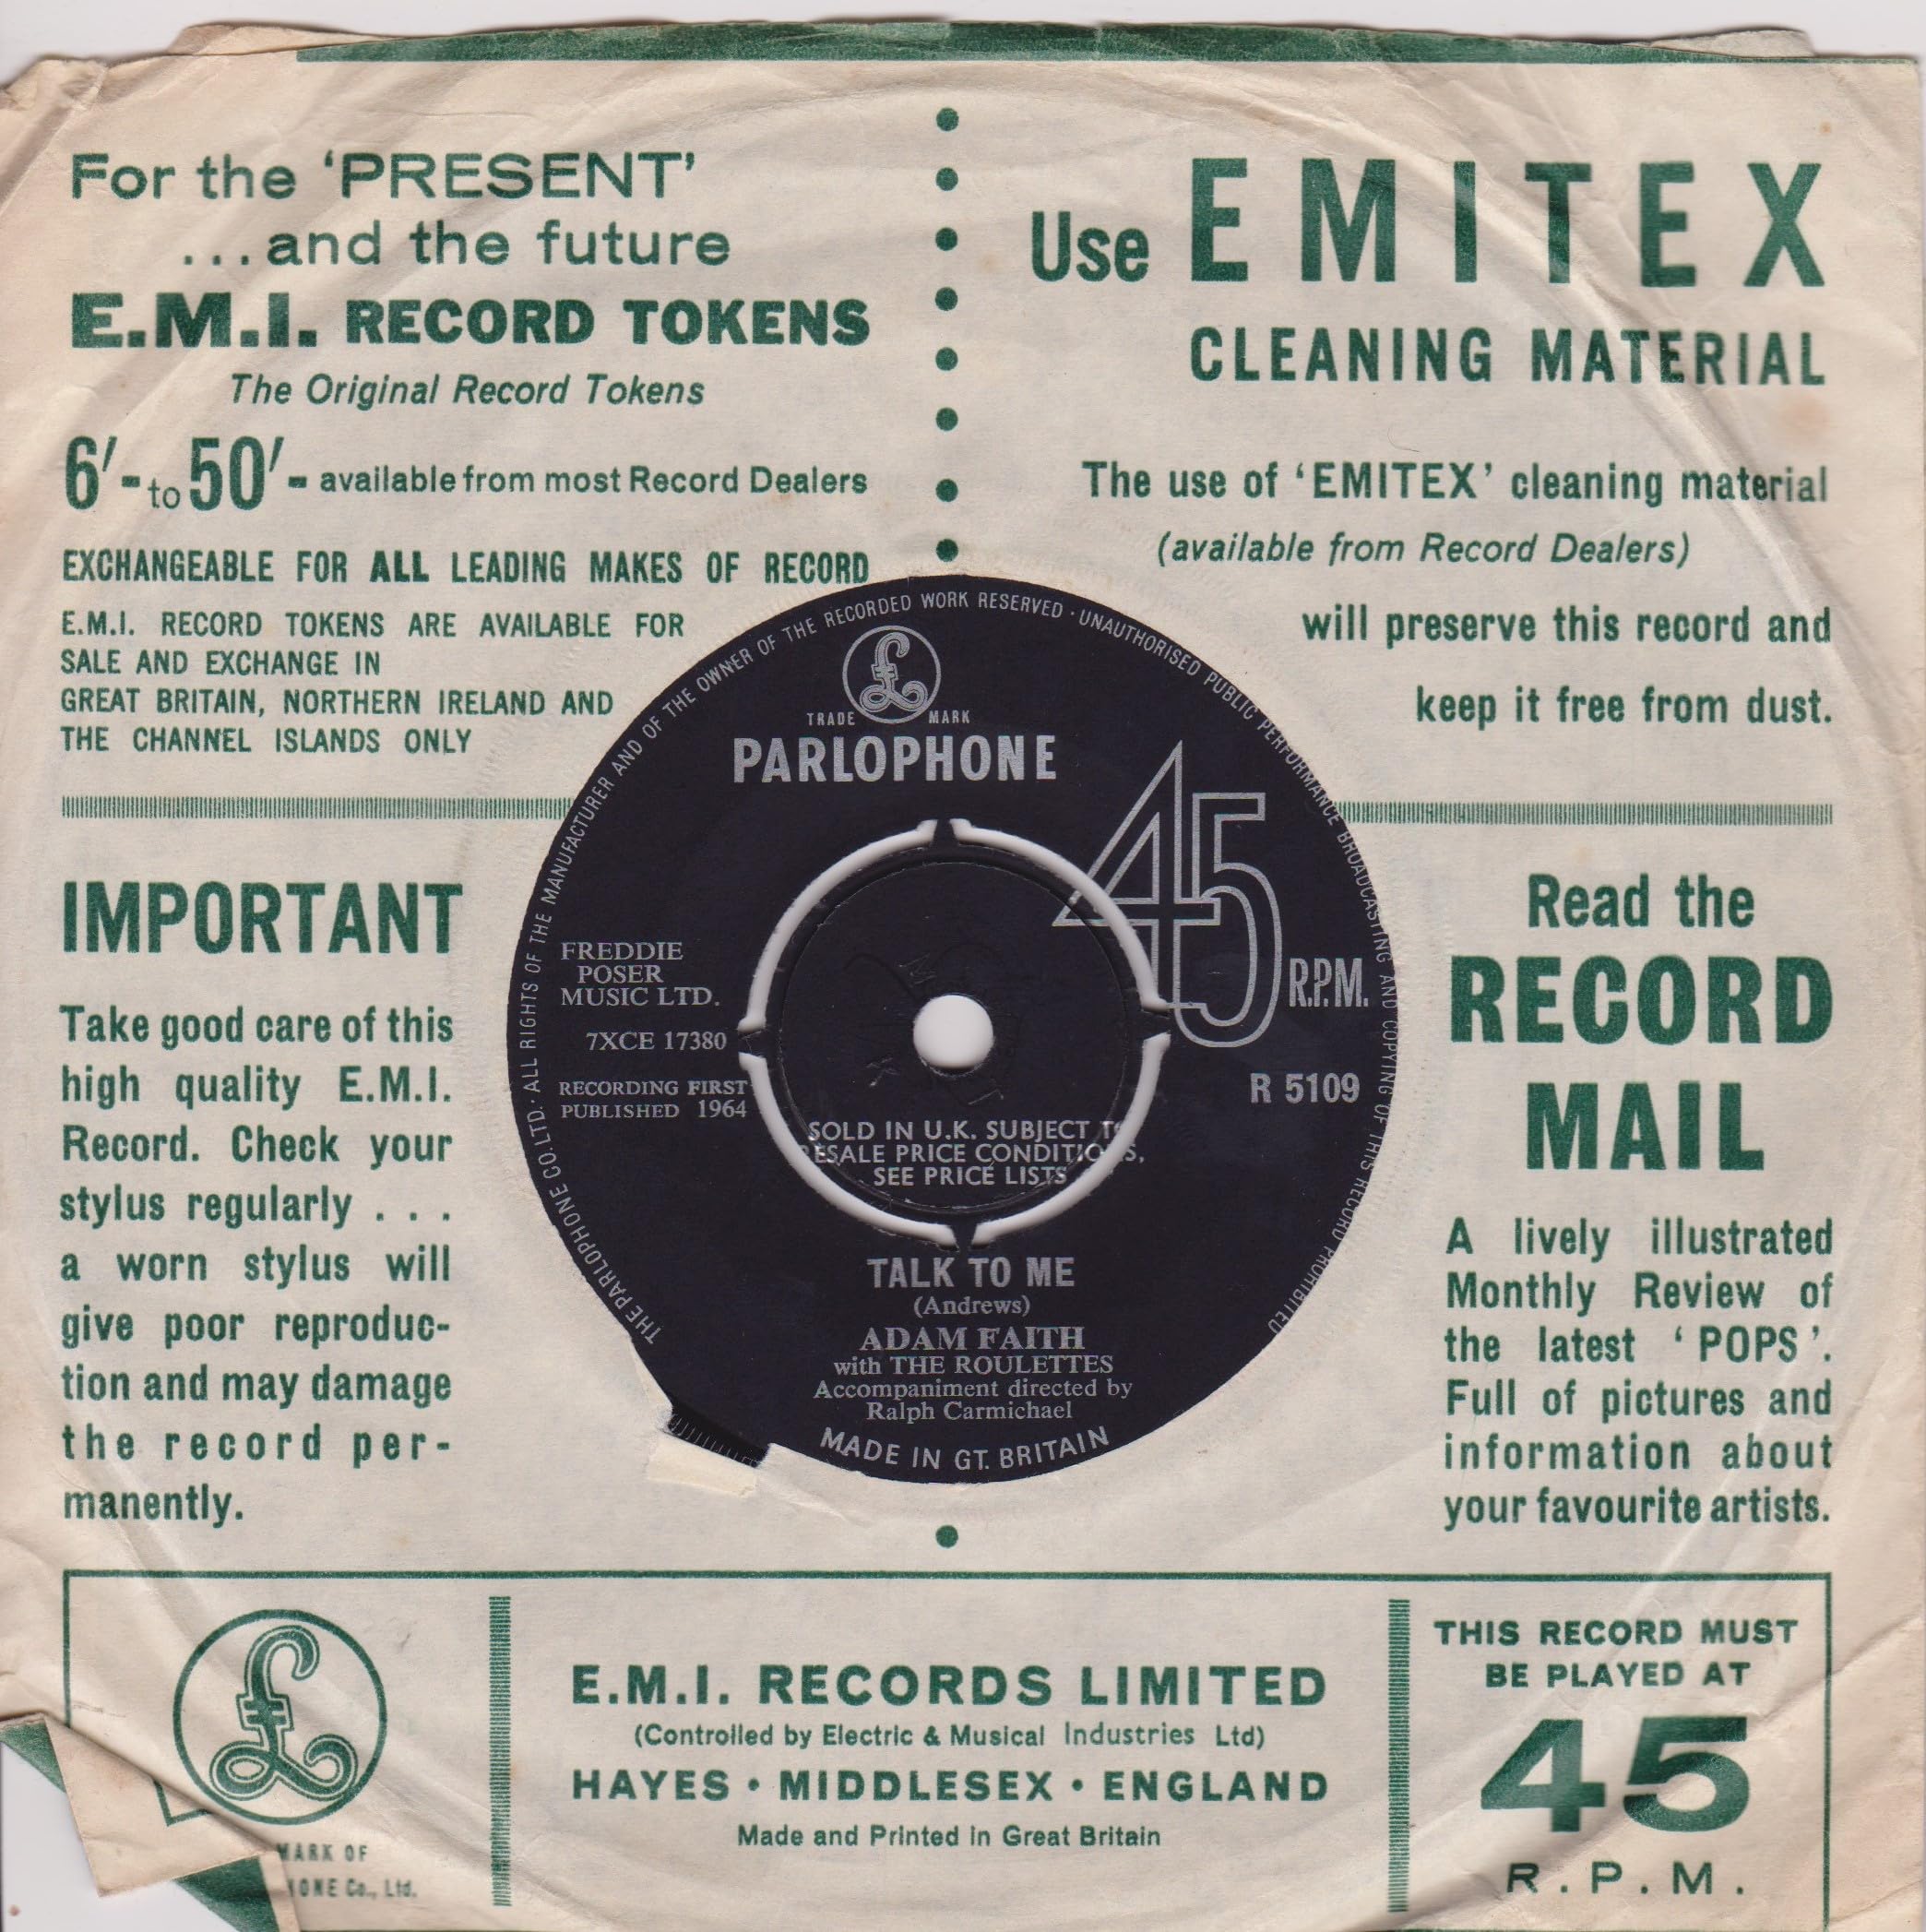 For the ‘PRESENT’
...and the future
E.M.I. RECORD TOKENS
The Original Record Tokens
6/- to 50/- available from most Record Dealers
EXCHANGEABLE FOR ALL LEADING MAKES OF RECORD
E.M.I. RECORD TOKENS ARE AVAILABLE FOR
SALE AND EXCHANGE IN
GREAT BRITAIN, NORTHERN IRELAND AND
THE CHANNEL ISLANDS ONLY
Use EMITEX
CLEANING MATERIAL
The use of ‘EMITEX’ cleaning material
(available from Record Dealers)
will preserve this record and
keep it free from dust.
IMPORTANT
Take good care of this
high quality E.M.I.
Record. Check your
stylus regularly . . .
a worn stylus will
give poor reproduc-
tion and may damage
the record per-
manently.
THE PARLOPHONE CO. LTD. · ALL RIGHTS OF THE MANUFACTURER AND OF THE OWNER OF THE RECORDED WORK RESERVED · UNAUTHORISED PUBLIC PERFORMANCE BROADCASTING AND COPYING OF THIS RECORD PROHIBITED
£
TRADE MARK
PARLOPHONE
45
R.P.M.
FREDDIE
POSER
MUSIC LTD.
7XCE 17380
RECORDING FIRST
PUBLISHED 1964
R 5109
SOLD IN U.K. SUBJECT TO
RESALE PRICE CONDITIONS,
SEE PRICE LISTS
TALK TO ME
(Andrews)
ADAM FAITH
with THE ROULETTES
Accompaniment directed by
Ralph Carmichael
MADE IN GT. BRITAIN
Read the
RECORD
MAIL
A lively illustrated
Monthly Review of
the latest ‘ POPS ’.
Full of pictures and
information about
your favourite artists.
£
MARK OF
HONE Co., Ltd.
E.M.I. RECORDS LIMITED
(Controlled by Electric & Musical Industries Ltd)
HAYES • MIDDLESEX • ENGLAND
Made and Printed in Great Britain
THIS RECORD MUST
BE PLAYED AT
45
R.P.M.